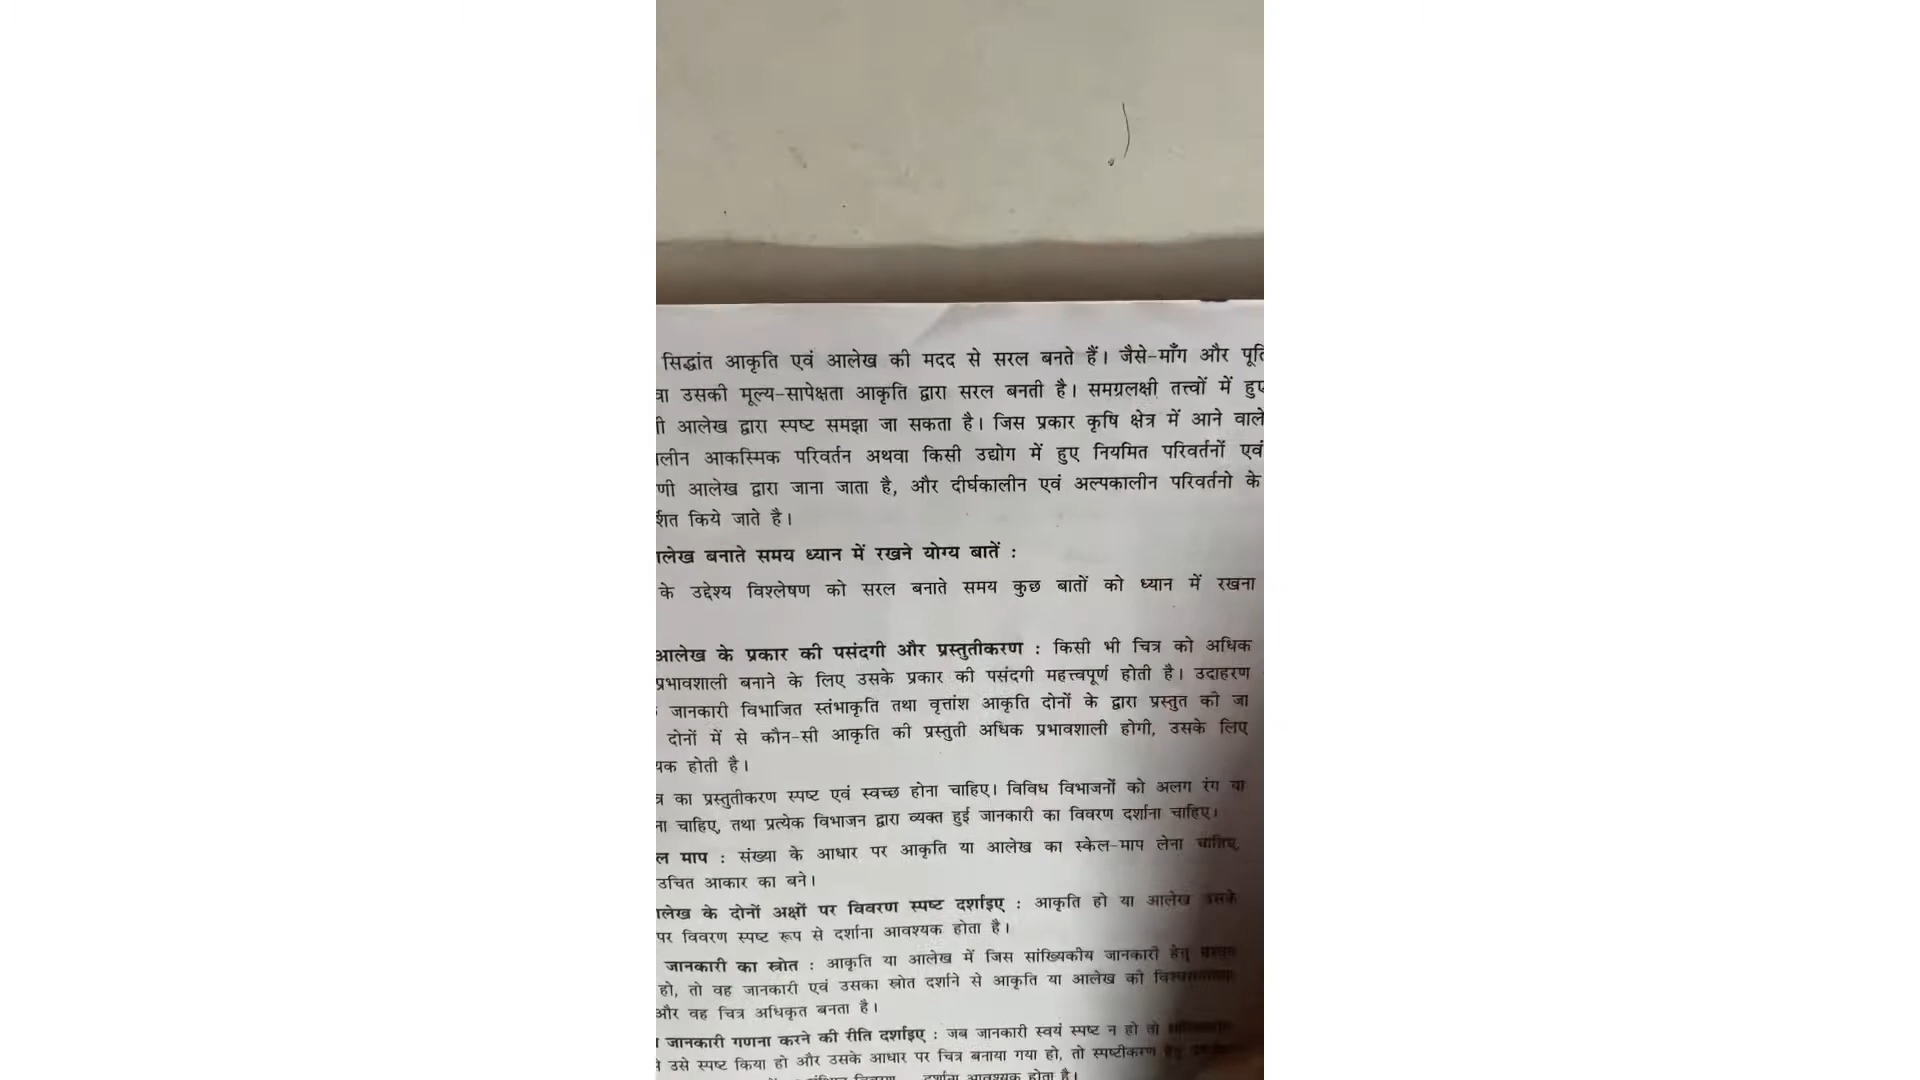 सिद्धांत आकृति एवं आलेख की मदद से सरल बनते हैं। जैसे-माँग और पूर्ति
वा उसकी मूल्य-सापेक्षता आकृति द्वारा सरल बनती है। समग्रलक्षी तत्त्वों में हुए
आलेख द्वारा स्पष्ट समझा जा सकता है। जिस प्रकार कृषि क्षेत्र में आने वाले
लीन आकस्मिक परिवर्तन अथवा किसी उद्योग में हुए नियमित परिवर्तनों एवं
णी आलेख द्वारा जाना जाता है, और दीर्घकालीन एवं अल्पकालीन परिवर्तनो के
र्शित किये जाते है।
लेख बनाते समय ध्यान में रखने योग्य बातें :
के उद्देश्य विश्लेषण को सरल बनाते समय कुछ बातों को ध्यान में रखना
आलेख के प्रकार की पसंदगी और प्रस्तुतीकरण : किसी भी चित्र को अधिक
प्रभावशाली बनाने के लिए उसके प्रकार की पसंदगी महत्त्वपूर्ण होती है। उदाहरण
जानकारी विभाजित स्तंभाकृति तथा वृत्तांश आकृति दोनों के द्वारा प्रस्तुत की जा
दोनों में से कौन-सी आकृति की प्रस्तुती अधिक प्रभावशाली होगी, उसके लिए
यक होती है।
त्र का प्रस्तुतीकरण स्पष्ट एवं स्वच्छ होना चाहिए। विविध विभाजनों को अलग रंग या
ना चाहिए, तथा प्रत्येक विभाजन द्वारा व्यक्त हुई जानकारी का विवरण दर्शाना चाहिए।
ल माप : संख्या के आधार पर आकृति या आलेख का स्केल-माप लेना चाहिए,
उचित आकार का बने।
लेख के दोनों अक्षों पर विवरण स्पष्ट दर्शाइए : आकृति हो या आलेख उसके
पर विवरण स्पष्ट रूप से दर्शाना आवश्यक होता है।
जानकारी का स्त्रोत : आकृति या आलेख में जिस सांख्यिकीय जानकारी हेतु
हो, तो वह जानकारी एवं उसका स्त्रोत दर्शाने से आकृति या आलेख की
और वह चित्र अधिकृत बनता है।
जानकारी गणना करने की रीति दर्शाइए : जब जानकारी स्वयं स्पष्ट न हो तो
उसे स्पष्ट किया हो और उसके आधार पर चित्र बनाया गया हो, तो स्पष्टीकरण हेतु
दर्शाना आवश्यक होता है।